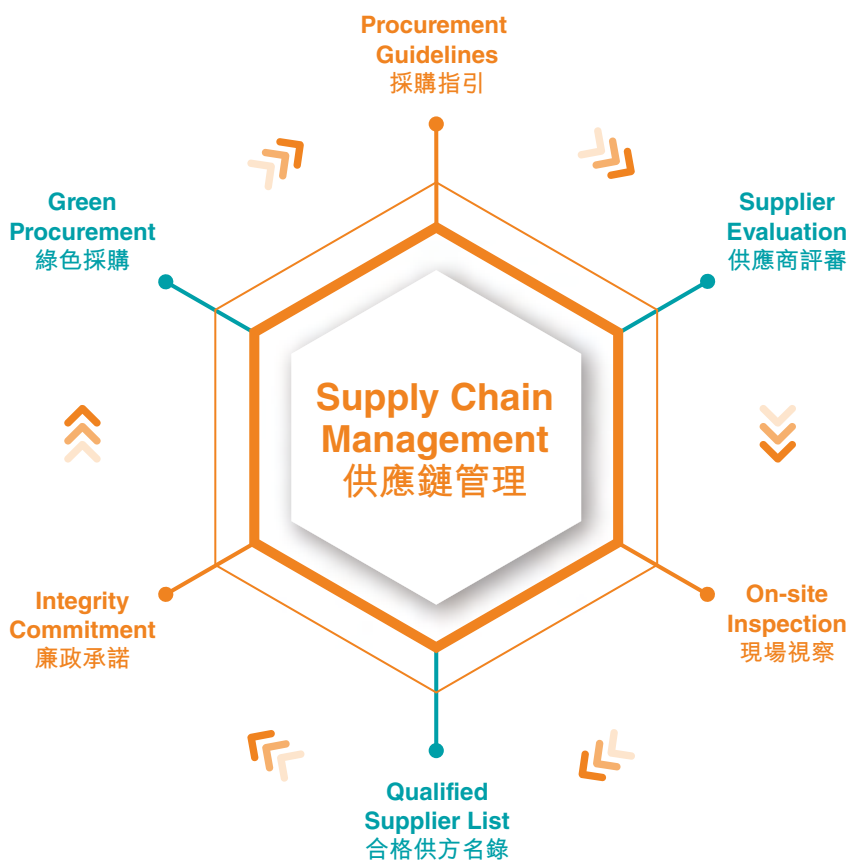 Procurement
Guidelines
採購指引
Green
Procurement
綠色採購
Supplier
Evaluation
供應商評審
Supply Chain
Management
供應鏈管理
Integrity
Commitment
廉政承諾
On-site
Inspection
現場視察
Qualified
Supplier List
合格供方名錄